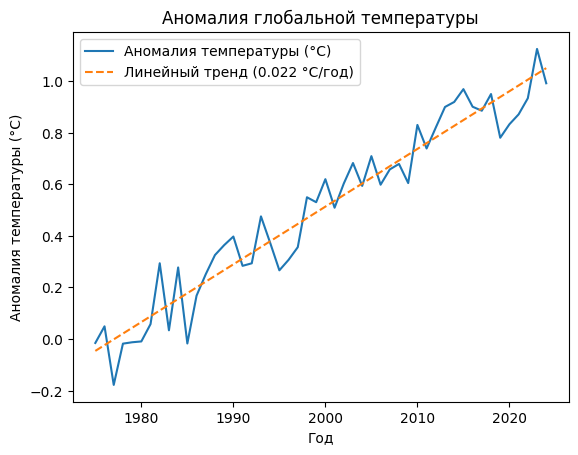 Аномалия глобальной температуры
Аномалия температуры (°C)
Линейный тренд (0.022 °C/год)
Аномалия температуры (°C)
1.0
0.8
0.6
0.4
0.2
0.0
−0.2
1980
1990
2000
2010
2020
Год